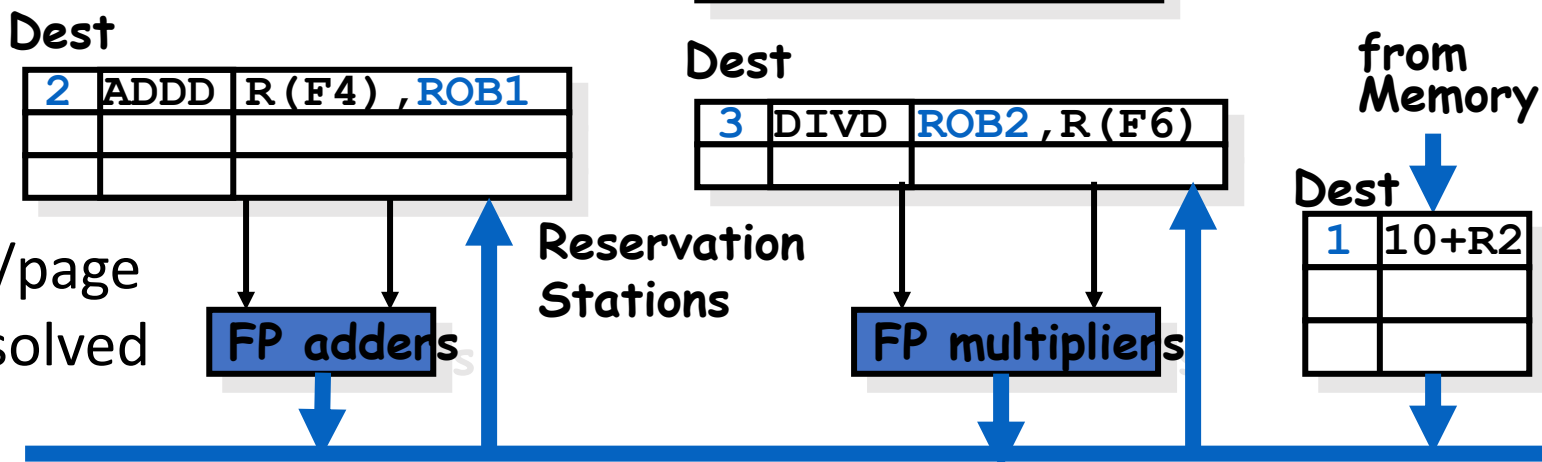 Dest
2 ADDD R(F4),ROB1
Dest
3 DIVD ROB2,R(F6)
from
Memory
Dest
1 10+R2
Reservation
Stations
/page
solved
FP adders
FP multipliers